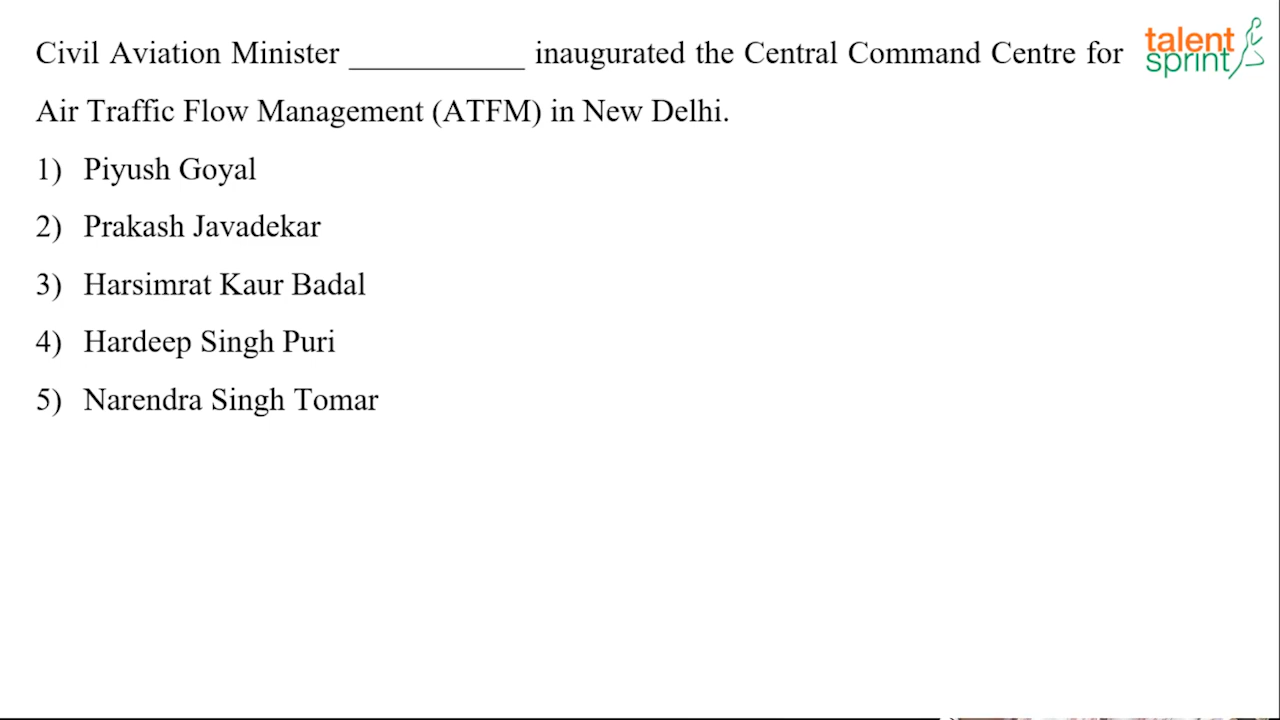 Civil Aviation Minister ___________ inaugurated the Central Command Centre for
Air Traffic Flow Management (ATFM) in New Delhi.
1) Piyush Goyal
2) Prakash Javadekar
3) Harsimrat Kaur Badal
4) Hardeep Singh Puri
5) Narendra Singh Tomar
talent
sprint